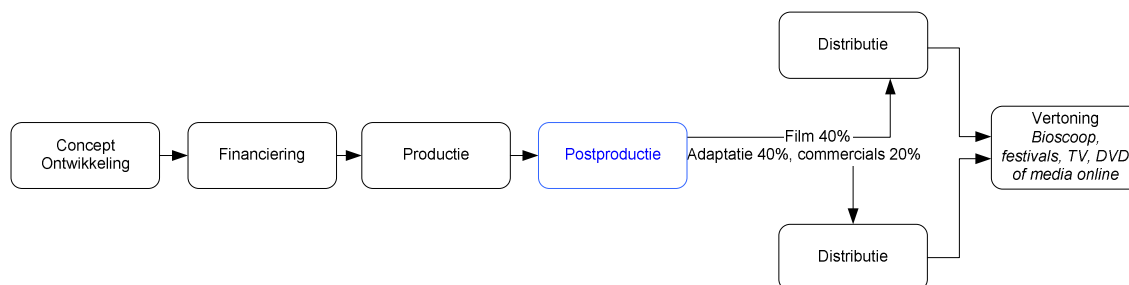 Distributie
Concept
Ontwikkeling
Financiering
Productie
Postproductie
Film 40%
Adaptatie 40%, commercials 20%
Vertoning
Bioscoop,
festivals, TV, DVD
of media online
Distributie